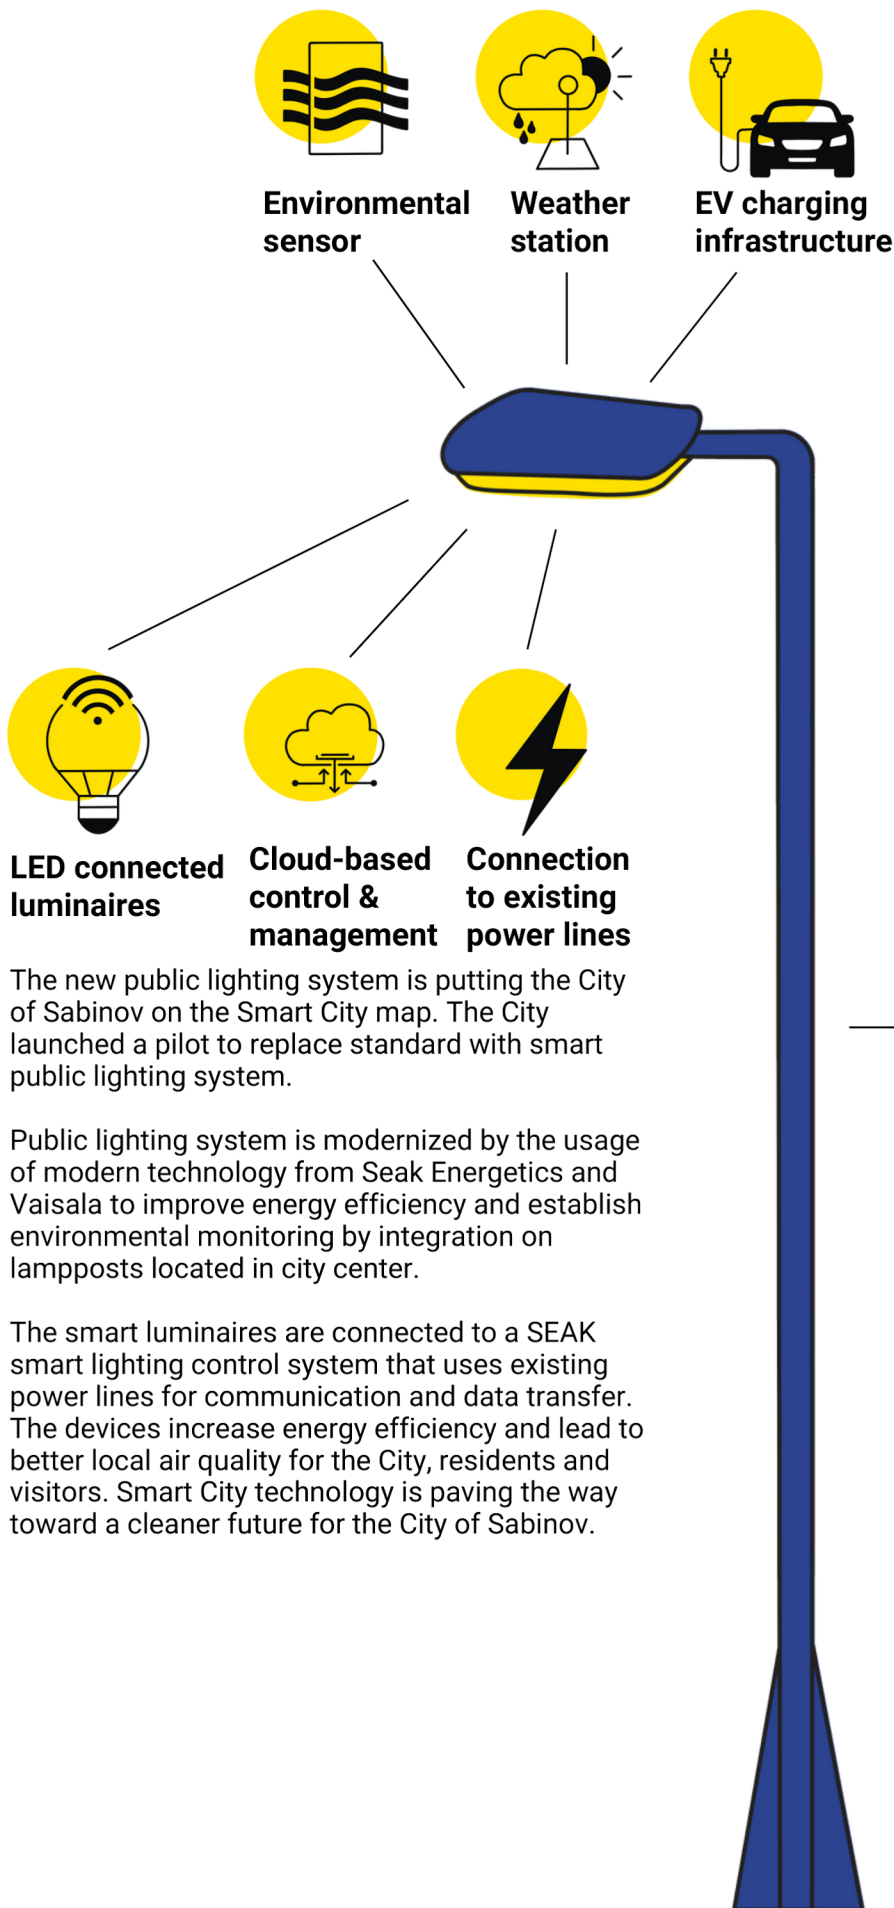 Environmental
sensor
Weather
station
EV charging
infrastructure
LED connected
luminaires
Cloud-based
control &
management
Connection
to existing
power lines
The new public lighting system is putting the City
of Sabinov on the Smart City map. The City
launched a pilot to replace standard with smart
public lighting system.
Public lighting system is modernized by the usage
of modern technology from Seak Energetics and
Vaisala to improve energy efficiency and establish
environmental monitoring by integration on
lampposts located in city center.
The smart luminaires are connected to a SEAK
smart lighting control system that uses existing
power lines for communication and data transfer.
The devices increase energy efficiency and lead to
better local air quality for the City, residents and
visitors. Smart City technology is paving the way
toward a cleaner future for the City of Sabinov.